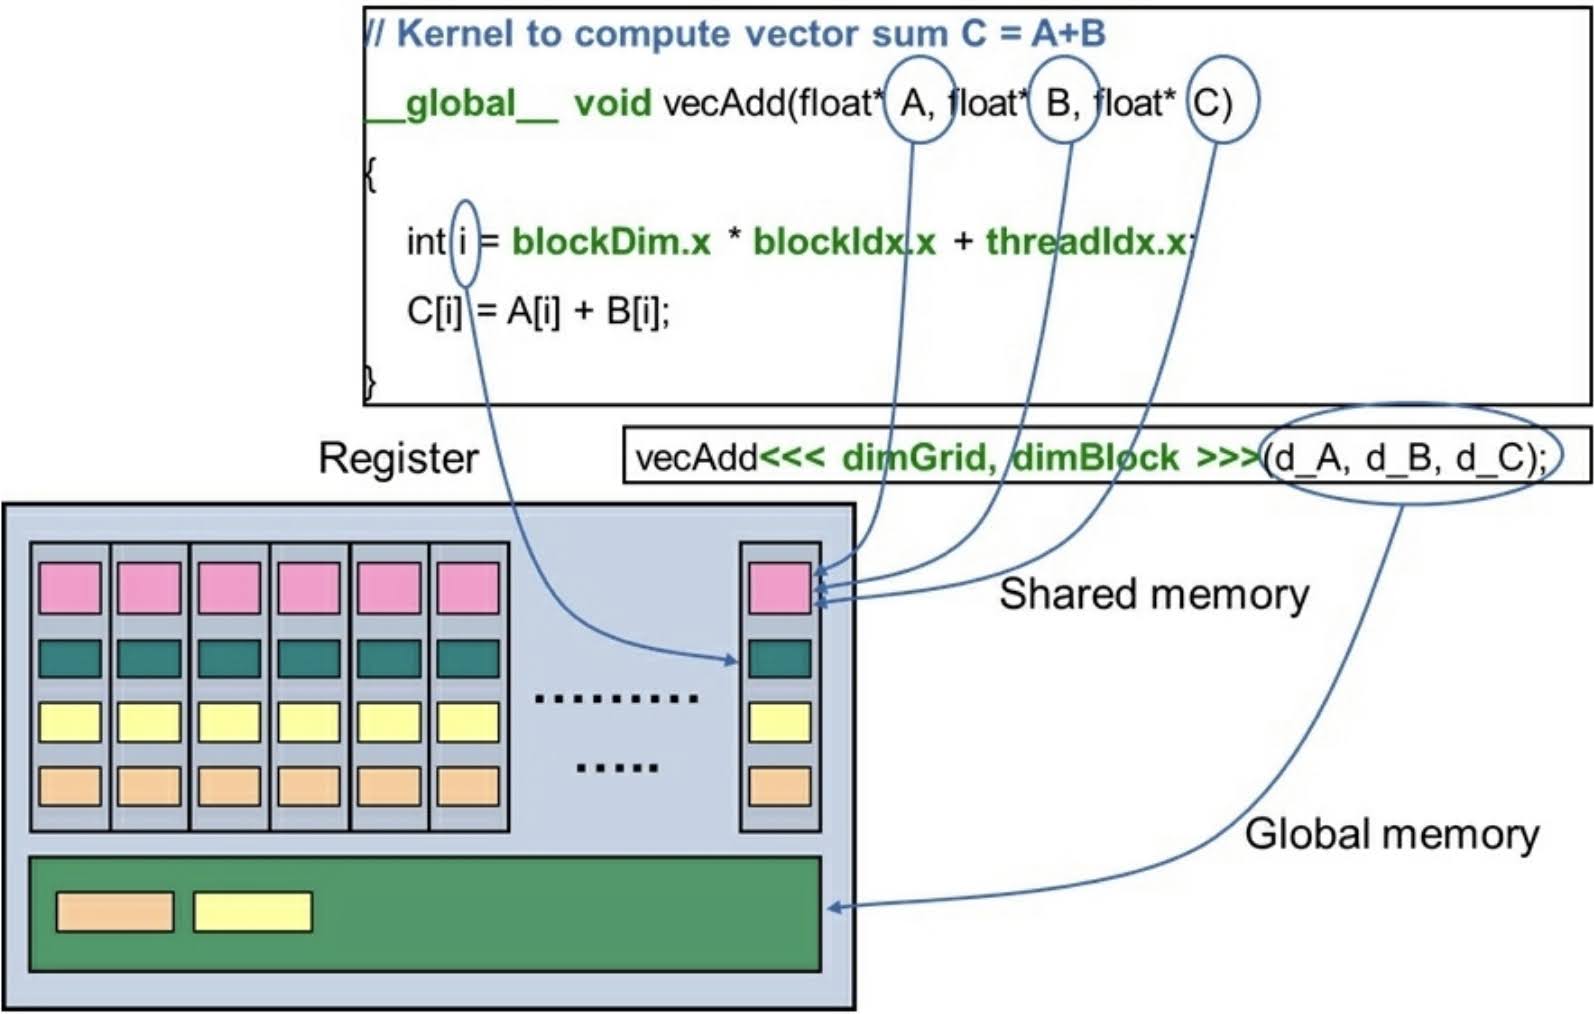 // Kernel to compute vector sum C = A+B
__global__ void vecAdd(float* A, float* B, float* C)
{
int i = blockDim.x * blockIdx.x + threadIdx.x;
C[i] = A[i] + B[i];
}
Register
vecAdd<<< dimGrid, dimBlock >>>(d_A, d_B, d_C);
Shared memory
Global memory